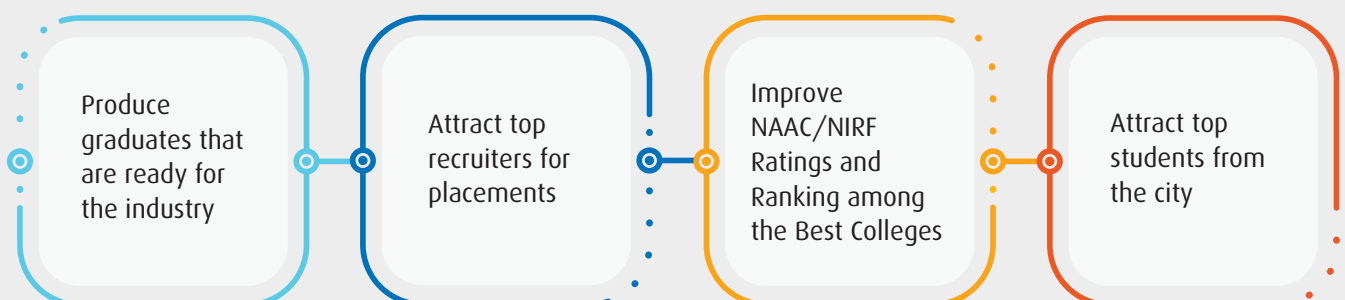 Produce
graduates that
are ready for
the industry
Attract top
recruiters for
placements
Improve
NAAC/NIRF
Ratings and
Ranking among
the Best Colleges
Attract top
students from
the city